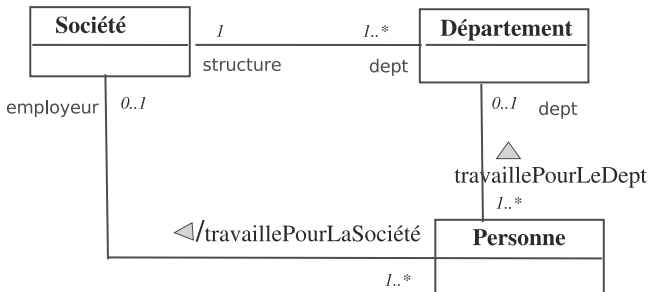 Société
1
1..*
Département
structure
dept
employeur
0..1
0..1
dept
travaillePourLeDept
1..*
/travaillePourLaSociété
Personne
1..*